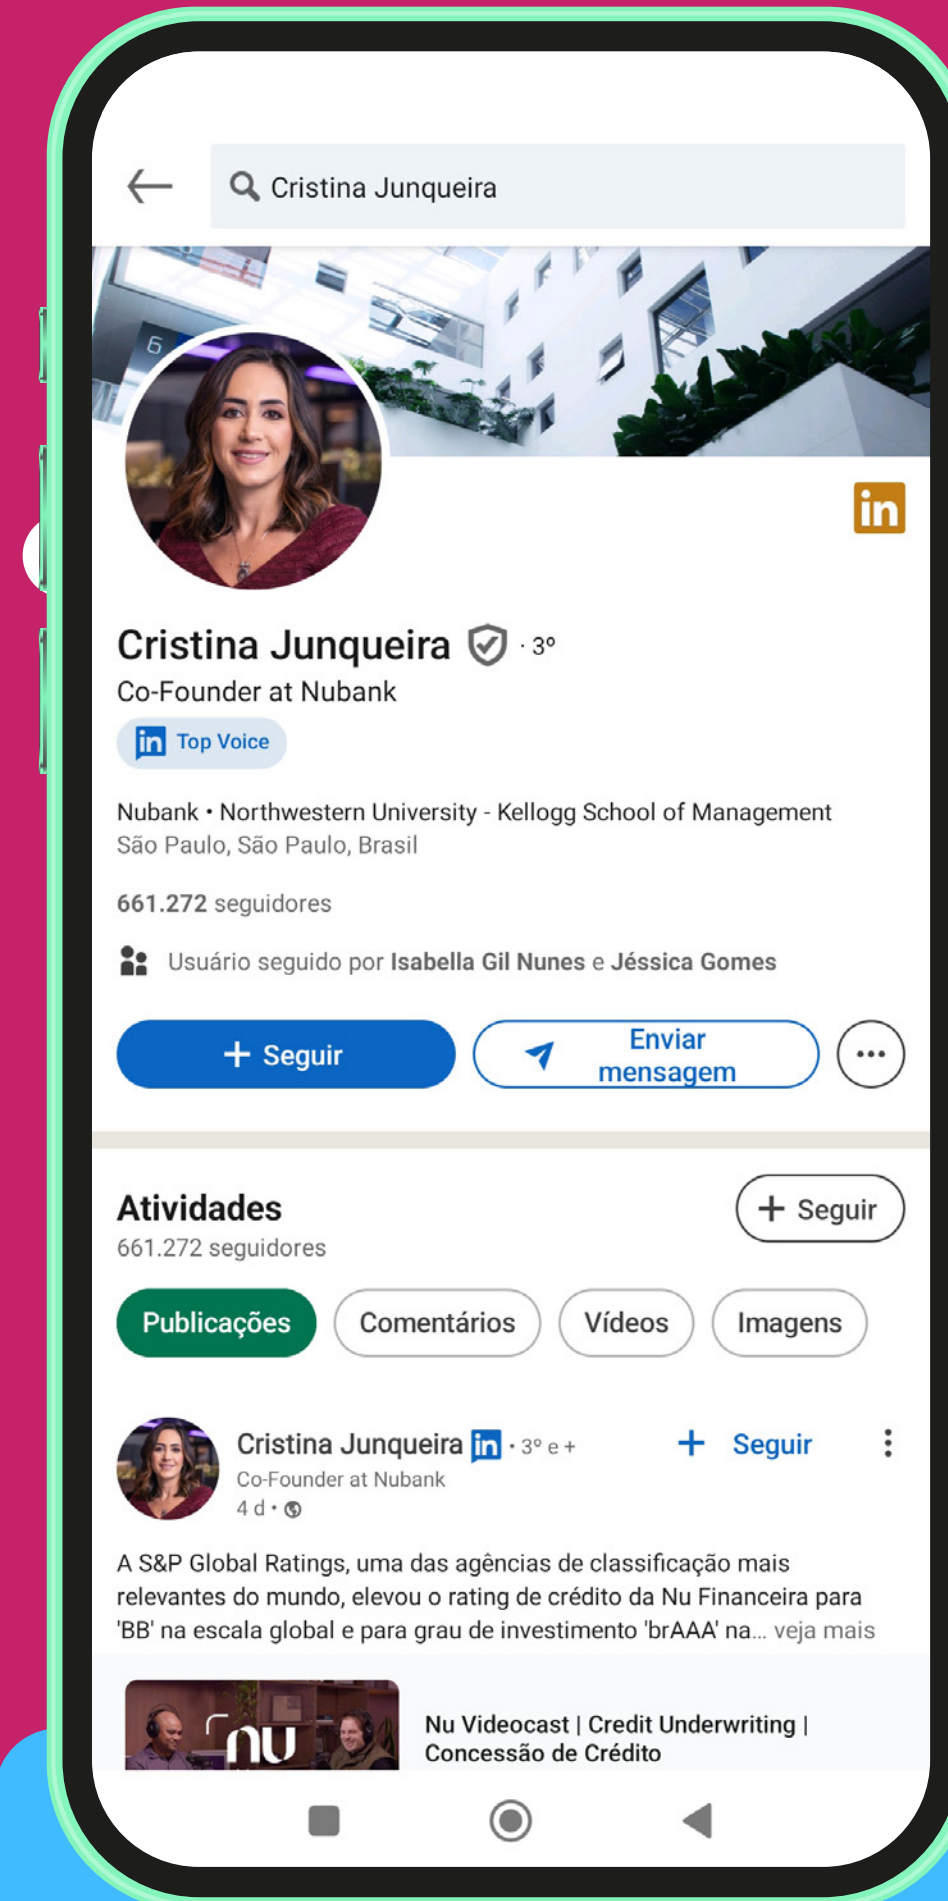 Cristina Junqueira
6
in
Cristina Junqueira · 3º
Co-Founder at Nubank
in Top Voice
Nubank • Northwestern University - Kellogg School of Management
São Paulo, São Paulo, Brasil
661.272 seguidores
Usuário seguido por Isabella Gil Nunes e Jéssica Gomes
+ Seguir
Enviar
mensagem
Atividades
+ Seguir
661.272 seguidores
Publicações
Comentários
Vídeos
Imagens
Cristina Junqueira in · 3º e +
+ Seguir
Co-Founder at Nubank
4 d •
A S&P Global Ratings, uma das agências de classificação mais
relevantes do mundo, elevou o rating de crédito da Nu Financeira para
'BB' na escala global e para grau de investimento 'brAAA' na... veja mais
nu
Nu Videocast | Credit Underwriting |
Concessão de Crédito